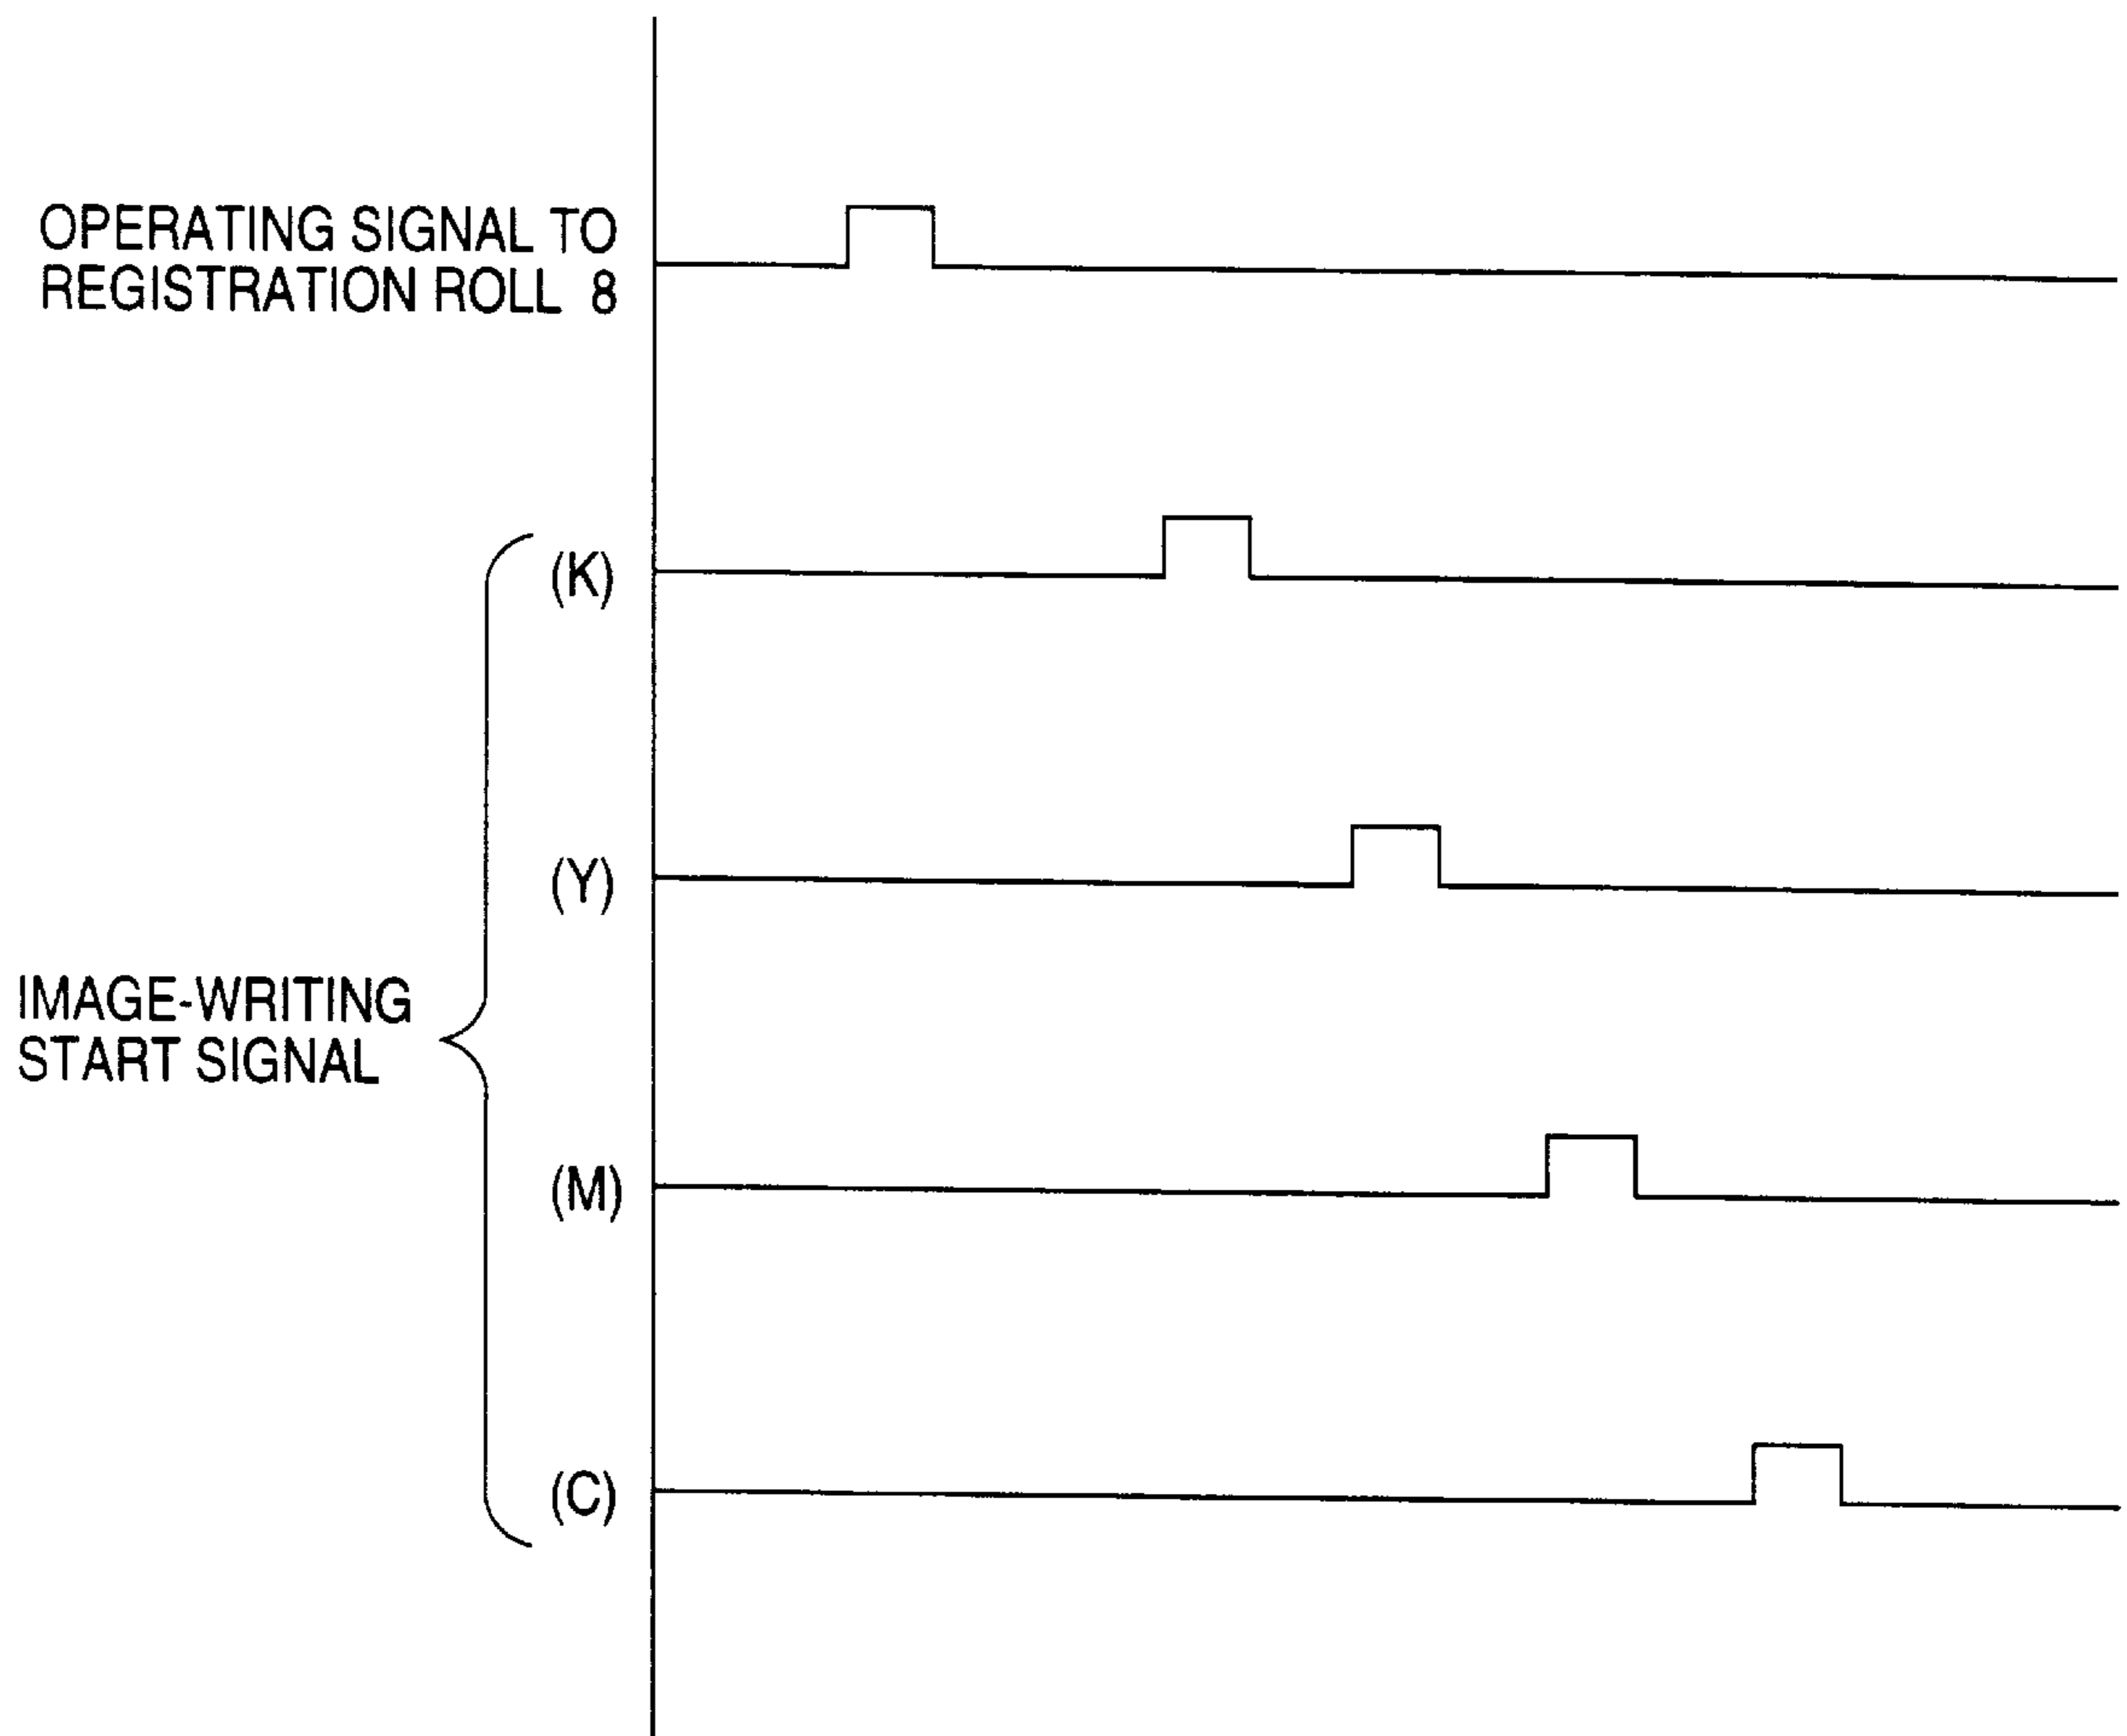 OPERATING SIGNAL TO
REGISTRATION ROLL 8
(K)
(Y)
IMAGE-WRITING
START SIGNAL
(M)
(C)